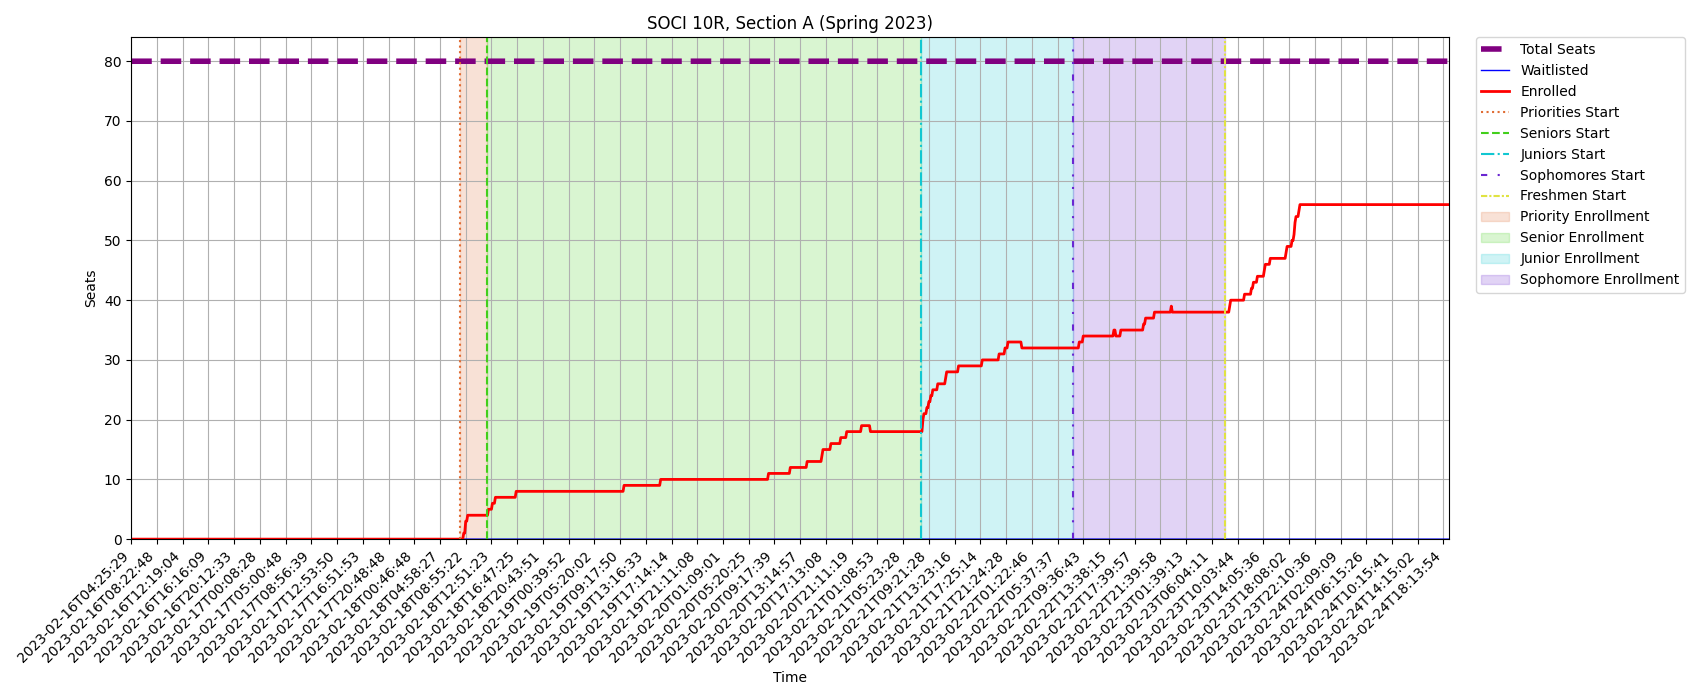 SOCI 10R, Section A (Spring 2023)
Total Seats
Waitlisted
Enrolled
Priorities Start
Seniors Start
Juniors Start
Sophomores Start
Freshmen Start
Priority Enrollment
Senior Enrollment
Junior Enrollment
Sophomore Enrollment
Seats
80
70
60
50
40
30
20
10
0
2023-02-16T04:25:29
2023-02-16T08:22:48
2023-02-16T12:19:04
2023-02-16T16:16:09
2023-02-16T20:12:33
2023-02-17T00:08:28
2023-02-17T05:00:48
2023-02-17T08:56:39
2023-02-17T12:53:50
2023-02-17T16:51:53
2023-02-17T20:48:48
2023-02-18T00:46:48
2023-02-18T04:58:27
2023-02-18T08:55:22
2023-02-18T12:51:23
2023-02-18T16:47:25
2023-02-18T20:43:51
2023-02-19T00:39:52
2023-02-19T05:20:02
2023-02-19T09:17:50
2023-02-19T13:16:33
2023-02-19T17:14:14
2023-02-19T21:11:08
2023-02-20T01:09:01
2023-02-20T05:20:25
2023-02-20T09:17:39
2023-02-20T13:14:57
2023-02-20T17:13:08
2023-02-20T21:11:19
2023-02-21T01:08:53
2023-02-21T05:23:28
2023-02-21T09:21:28
2023-02-21T13:23:16
2023-02-21T17:25:14
2023-02-21T21:24:28
2023-02-22T01:22:46
2023-02-22T05:37:37
2023-02-22T09:36:43
2023-02-22T13:38:15
2023-02-22T17:39:57
2023-02-22T21:39:58
2023-02-23T01:39:13
2023-02-23T06:04:11
2023-02-23T10:03:44
2023-02-23T14:05:36
2023-02-23T18:08:02
2023-02-23T22:10:36
2023-02-24T02:09:09
2023-02-24T06:15:26
2023-02-24T10:15:41
2023-02-24T14:15:02
2023-02-24T18:13:54
Time